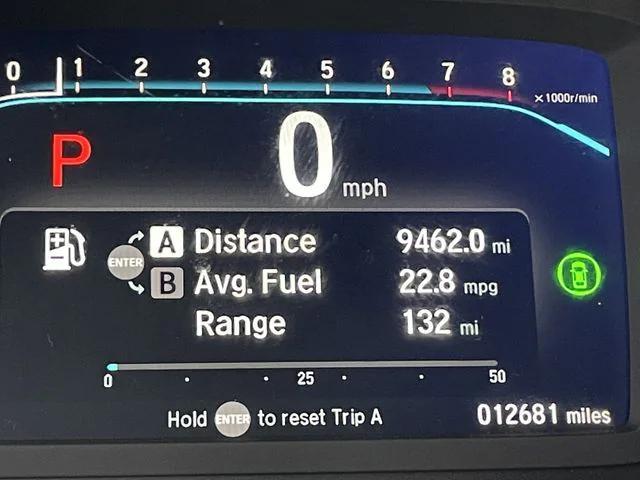 0 1 2 3 4 5 6 7 8
x1000r/min
P 0 mph
A Distance 9462.0 mi
ENTER
B Avg. Fuel 22.8 mpg
Range 132 mi
0 25 50
Hold ENTER to reset Trip A 012681 miles